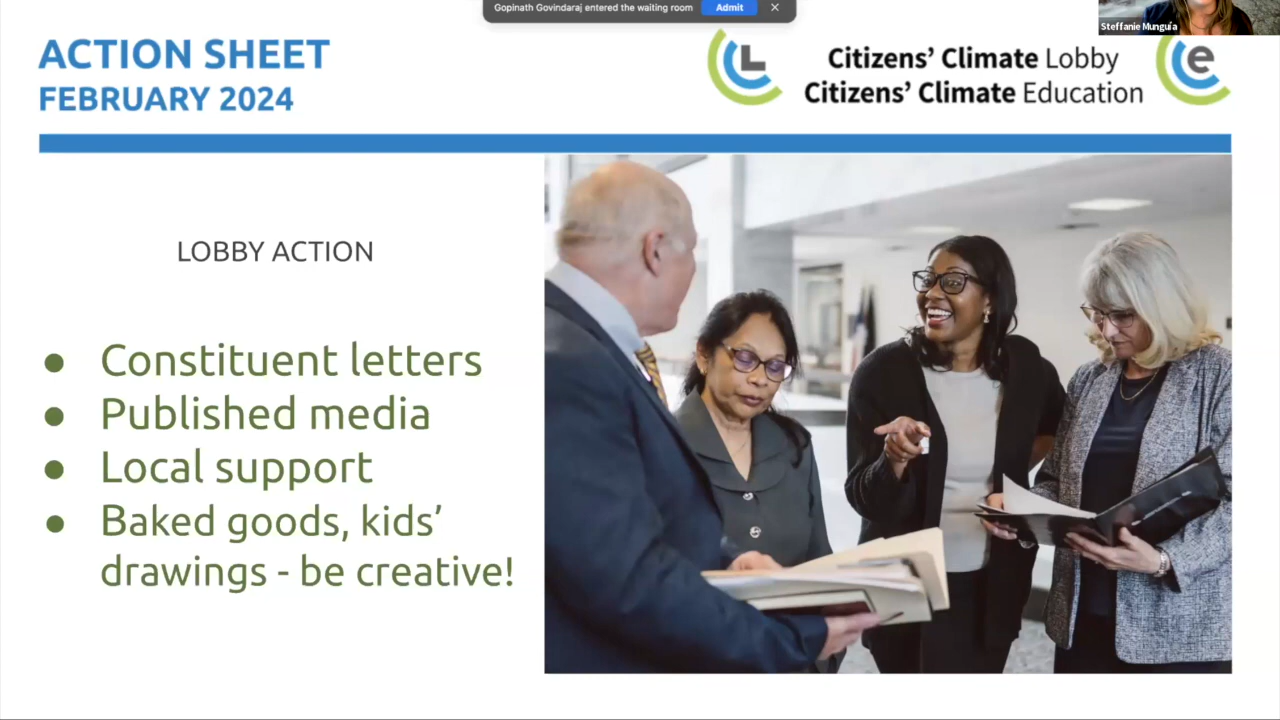 Gopinath Govindaraj entered the waiting room
Admit
Steffanie Munguía
ACTION SHEET
FEBRUARY 2024
L
Citizens’ Climate Lobby
Citizens’ Climate Education
e
LOBBY ACTION
● Constituent letters
● Published media
● Local support
● Baked goods, kids’
drawings - be creative!